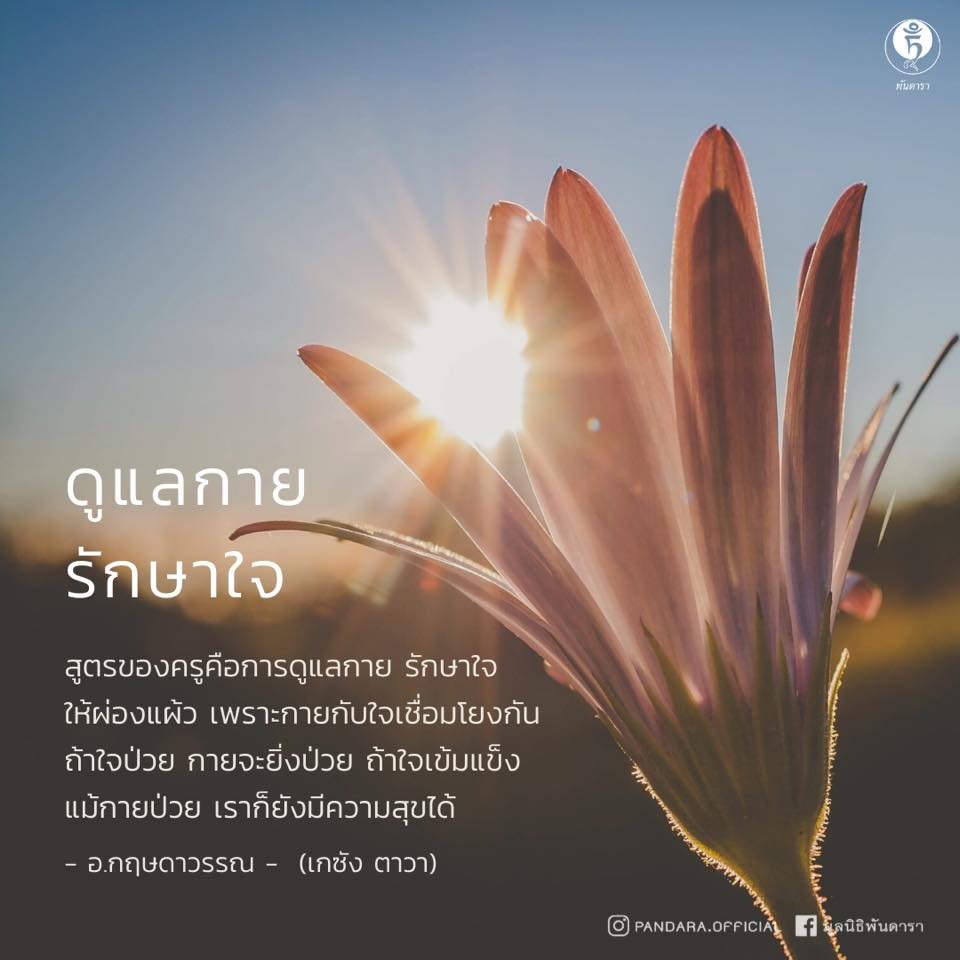 พันดารา
ดูแลกาย
รักษาใจ
สูตรของครูคือการดูแลกาย รักษาใจ
ให้ผ่องแผ้ว เพราะกายกับใจเชื่อมโยงกัน
ถ้าใจป่วย กายจะยิ่งป่วย ถ้าใจเข้มแข็ง
แม้กายป่วย เราก็ยังมีความสุขได้
- อ.กฤษดาวรรณ - (เกซัง ตาวา)
PANDARA.OFFICIAL มูลนิธิพันดารา